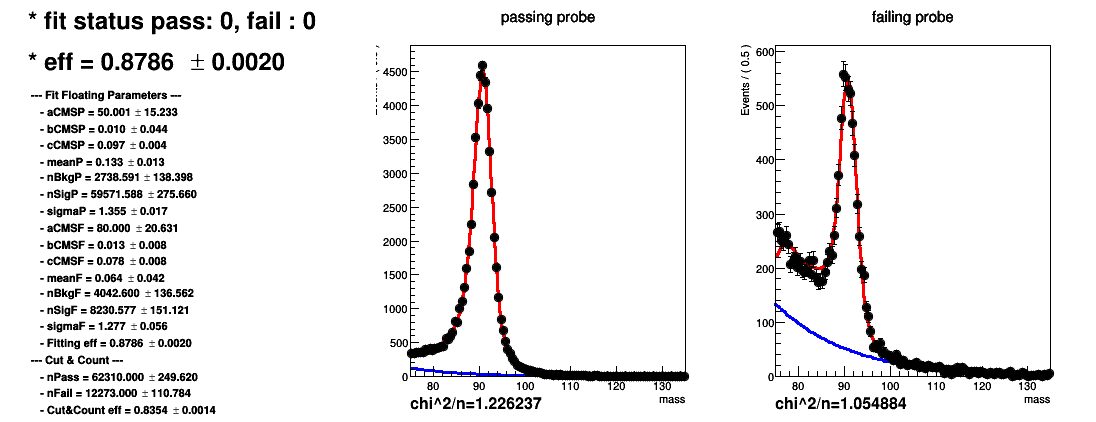 * fit status pass: 0, fail : 0
* eff = 0.8786 ± 0.0020
--- Fit Floating Parameters ---
- aCMSP = 50.001 ± 15.233
- bCMSP = 0.010 ± 0.044
- cCMSP = 0.097 ± 0.004
- meanP = 0.133 ± 0.013
- nBkgP = 2738.591 ± 138.398
- nSigP = 59571.588 ± 275.660
- sigmaP = 1.355 ± 0.017
- aCMSF = 80.000 ± 20.631
- bCMSF = 0.013 ± 0.008
- cCMSF = 0.078 ± 0.008
- meanF = 0.064 ± 0.042
- nBkgF = 4042.600 ± 136.562
- nSigF = 8230.577 ± 151.121
- sigmaF = 1.277 ± 0.056
- Fitting eff = 0.8786 ± 0.0020
--- Cut & Count ---
- nPass = 62310.000 ± 249.620
- nFail = 12273.000 ± 110.784
- Cut&Count eff = 0.8354 ± 0.0014
passing probe
4500
4000
3500
3000
2500
2000
1500
1000
500
0
80 90 100 110 120 130
mass
chi^2/n=1.226237
failing probe
Events / ( 0.5 )
600
500
400
300
200
100
0
80 90 100 110 120 130
mass
chi^2/n=1.054884